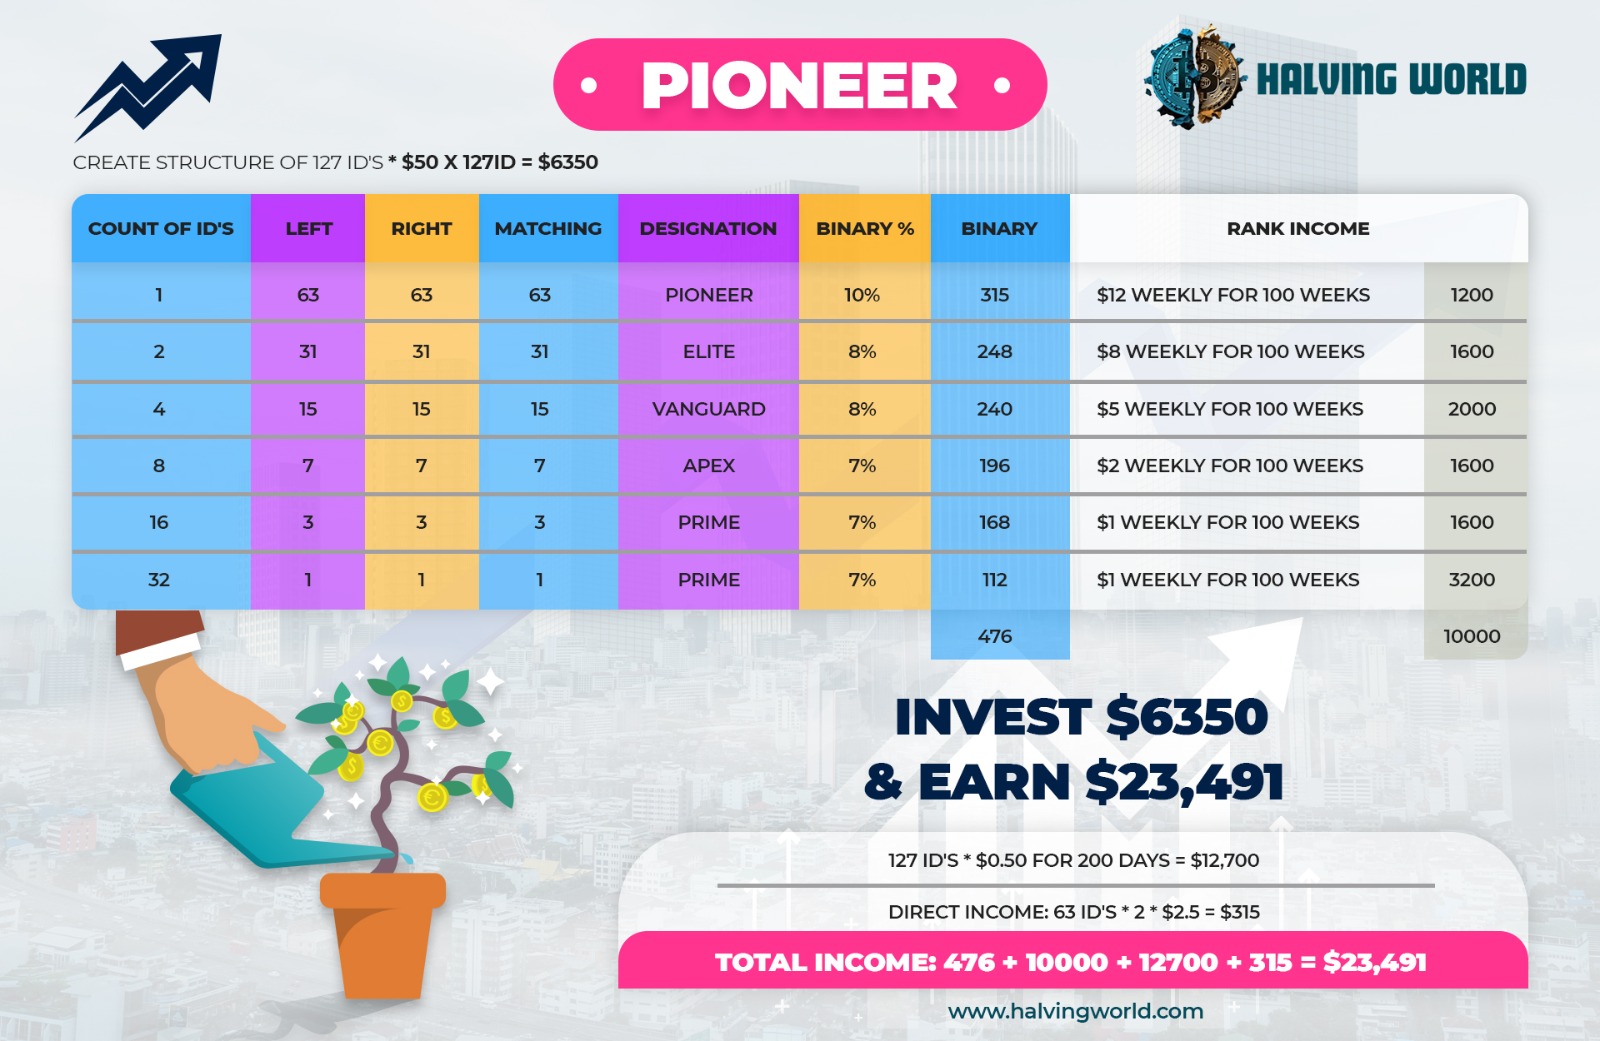 PIONEER
HALVING WORLD
CREATE STRUCTURE OF 127 ID'S * $50 X 127ID = $6350
COUNT OF ID'S LEFT RIGHT MATCHING DESIGNATION BINARY % BINARY RANK INCOME
1 63 63 63 PIONEER 10% 315 $12 WEEKLY FOR 100 WEEKS 1200
2 31 31 31 ELITE 8% 248 $8 WEEKLY FOR 100 WEEKS 1600
4 15 15 15 VANGUARD 8% 240 $5 WEEKLY FOR 100 WEEKS 2000
8 7 7 7 APEX 7% 196 $2 WEEKLY FOR 100 WEEKS 1600
16 3 3 3 PRIME 7% 168 $1 WEEKLY FOR 100 WEEKS 1600
32 1 1 1 PRIME 7% 112 $1 WEEKLY FOR 100 WEEKS 3200
476 10000
INVEST $6350
& EARN $23,491
127 ID'S * $0.50 FOR 200 DAYS = $12,700
DIRECT INCOME: 63 ID'S * 2 * $2.5 = $315
TOTAL INCOME: 476 + 10000 + 12700 + 315 = $23,491
www.halvingworld.com